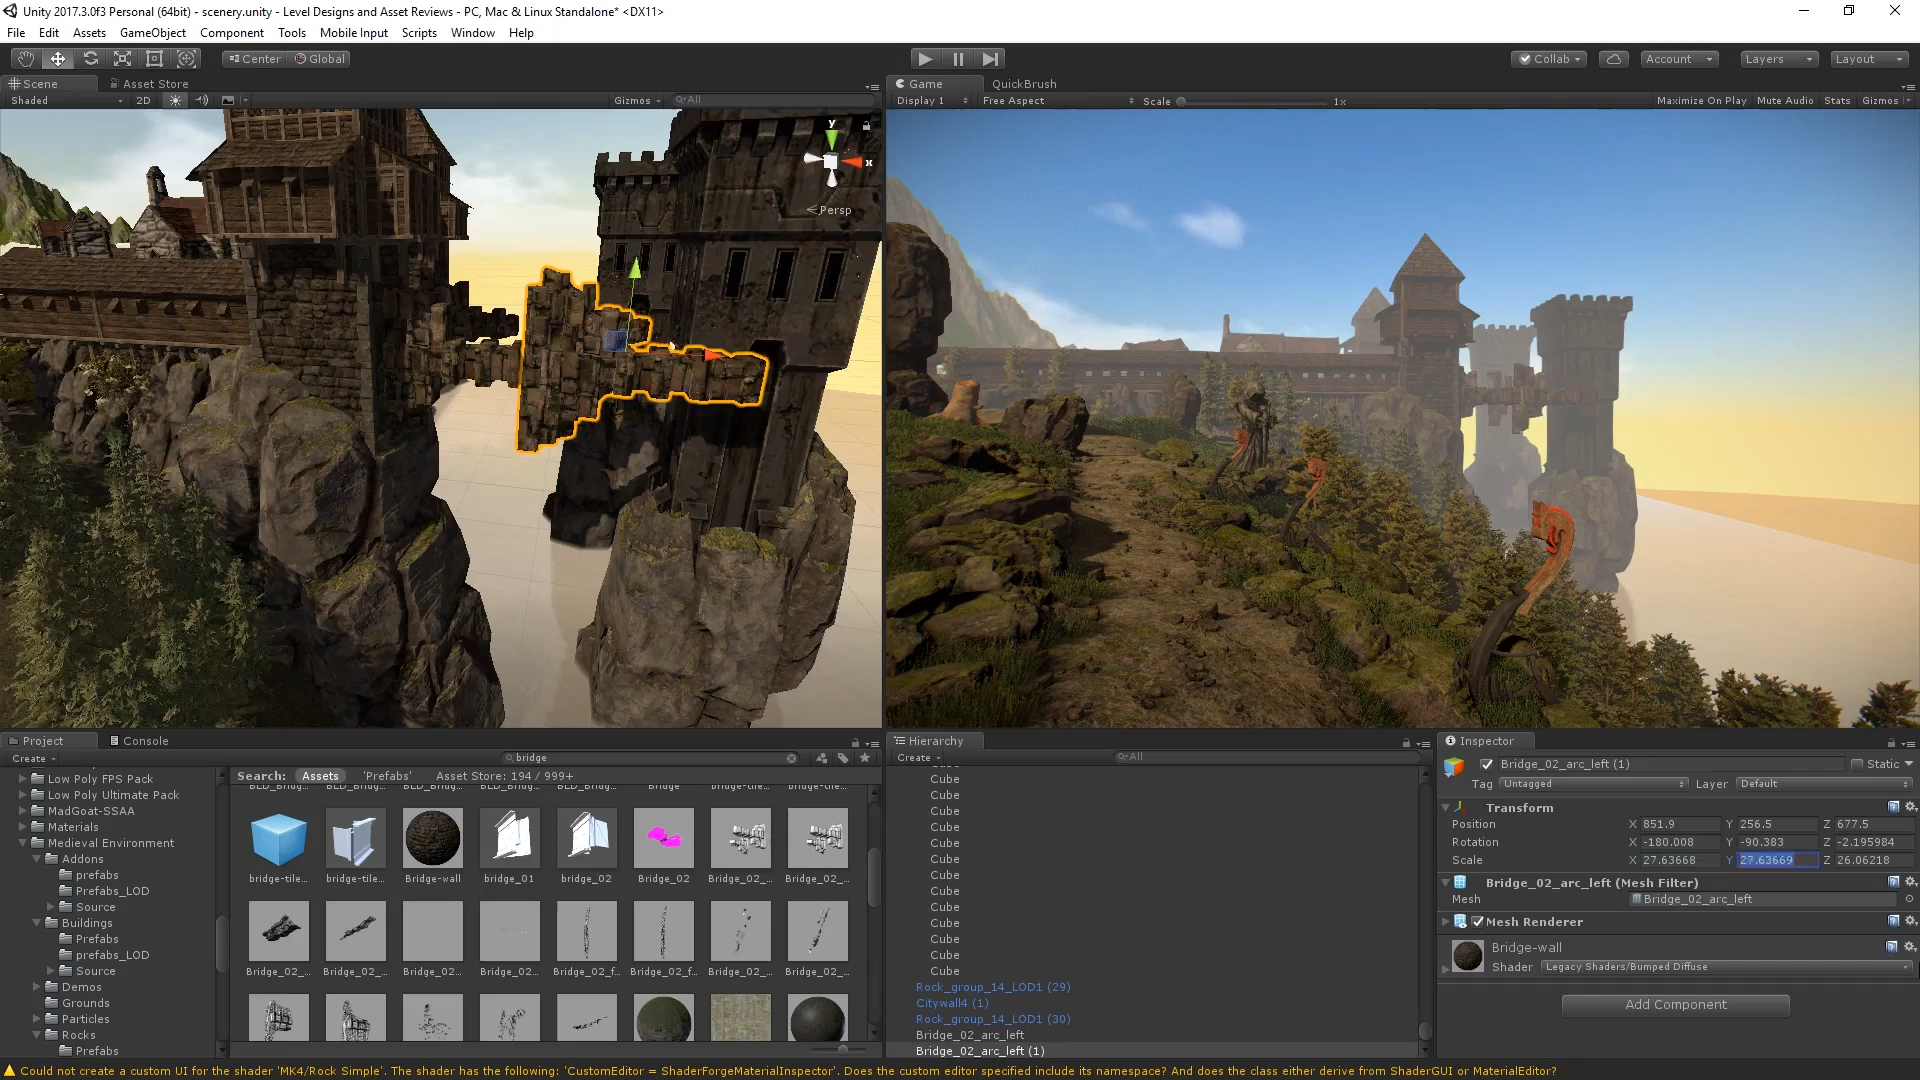 Unity 2017.3.0f3 Personal (64bit) - scenery.unity - Level Designs and Asset Reviews - PC, Mac & Linux Standalone* <DX11>
File Edit Assets GameObject Component Tools Mobile Input Scripts Window Help
Center Global Collab Account Layers Layout
Scene Asset Store
Shaded 2D Gizmos All
y
x
Persp
Game QuickBrush
Display 1 Free Aspect Scale 1x Maximize On Play Mute Audio Stats Gizmos
Project Console
Create bridge
Low Poly FPS Pack
Low Poly Ultimate Pack
MadGoat-SSAA
Materials
Medieval Environment
Addons
prefabs
Prefabs_LOD
Source
Buildings
Prefabs
prefabs_LOD
Source
Demos
Grounds
Particles
Rocks
Prefabs
Search: Assets 'Prefabs' Asset Store: 194 / 999+
bridge-tile... bridge-tile... Bridge-wall bridge_01 bridge_02 Bridge_02 Bridge_02_... Bridge_02_...
Bridge_02_... Bridge_02_... Bridge_02... Bridge_02... Bridge_02_f... Bridge_02_f... Bridge_02_... Bridge_02_...
Hierarchy
Create All
Cube
Cube
Cube
Cube
Cube
Cube
Cube
Cube
Cube
Cube
Cube
Cube
Cube
Rock_group_14_LOD1 (29)
Citywall4 (1)
Rock_group_14_LOD1 (30)
Bridge_02_arc_left
Bridge_02_arc_left (1)
Inspector
Bridge_02_arc_left (1) Static
Tag Untagged Layer Default
Transform
Position X 851.9 Y 256.5 Z 677.5
Rotation X -180.008 Y -90.383 Z -2.195984
Scale X 27.63668 Y 27.63669 Z 26.06218
Bridge_02_arc_left (Mesh Filter)
Mesh Bridge_02_arc_left
Mesh Renderer
Bridge-wall
Shader Legacy Shaders/Bumped Diffuse
Add Component
Could not create a custom UI for the shader 'MK4/Rock Simple'. The shader has the following: 'CustomEditor = ShaderForgeMaterialInspector'. Does the custom editor specified include its namespace? And does the class either derive from ShaderGUI or MaterialEditor?